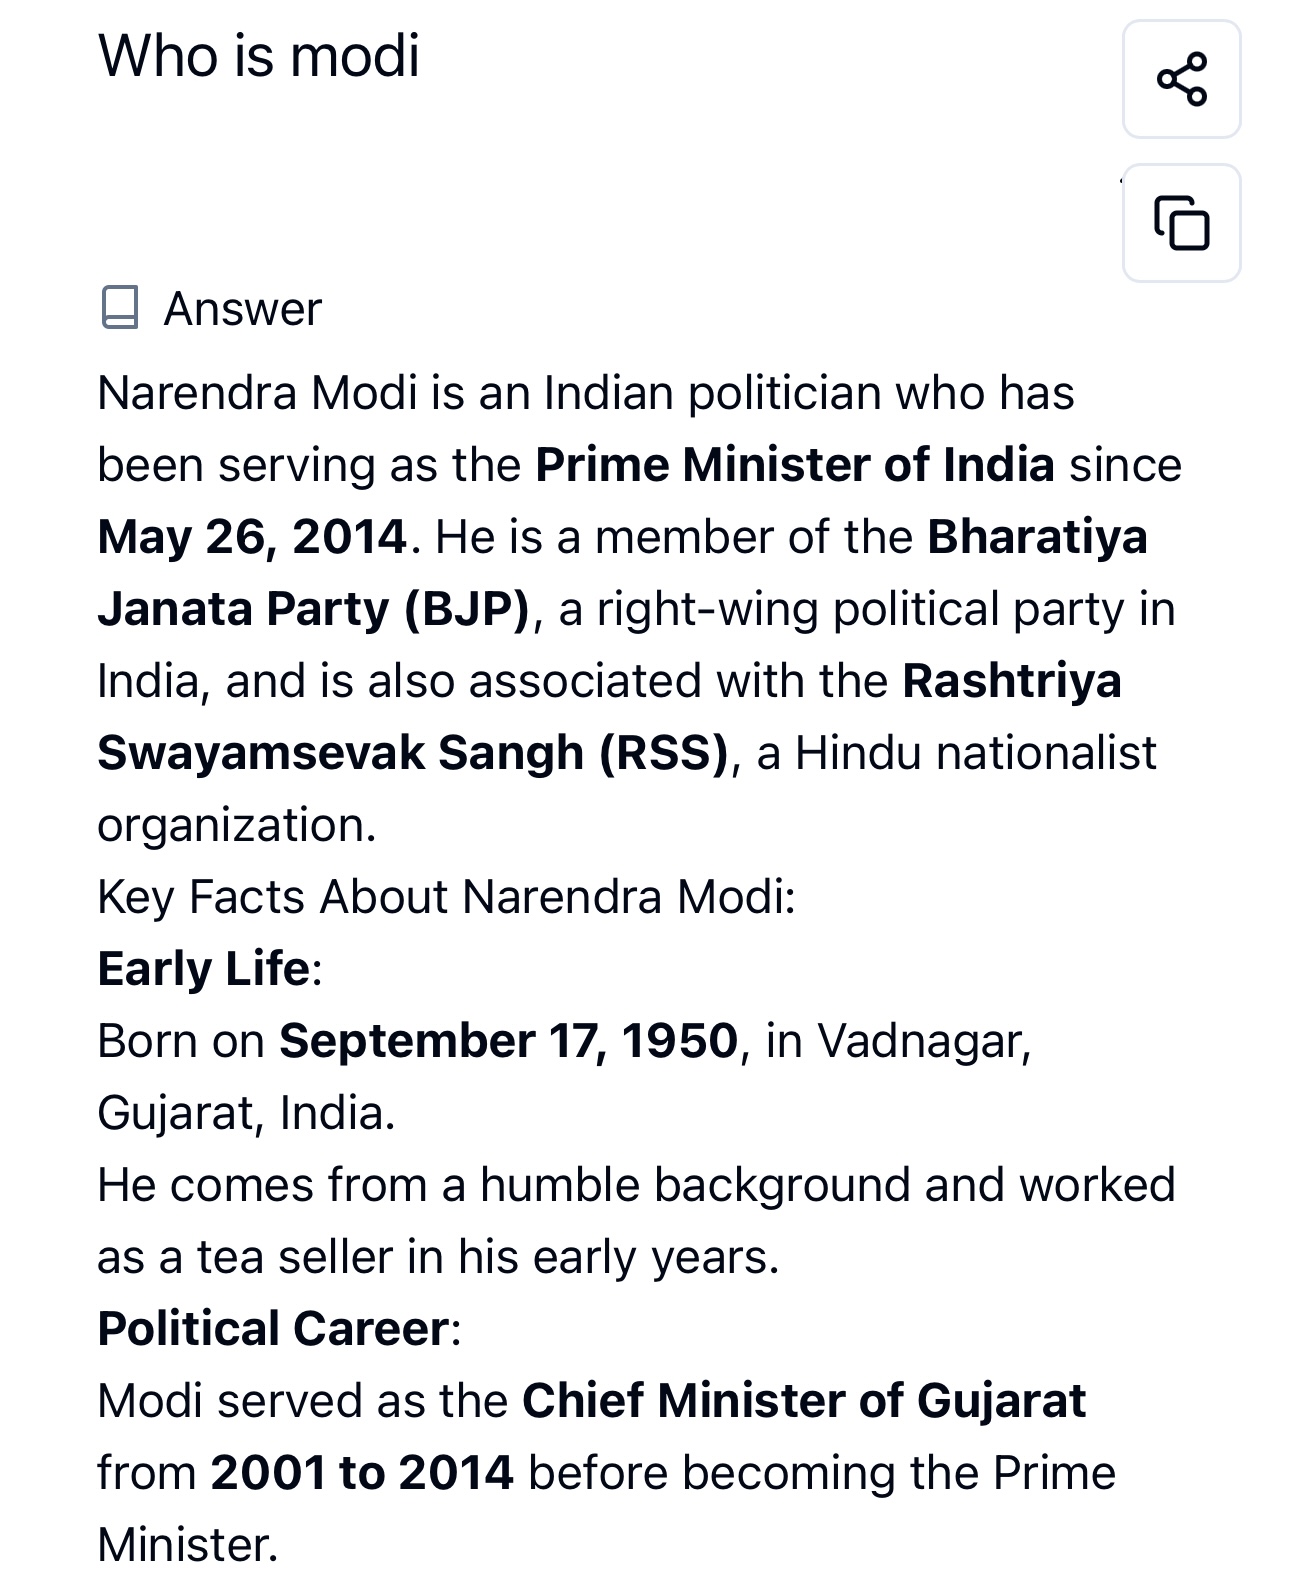 Who is modi
Answer
Narendra Modi is an Indian politician who has
been serving as the Prime Minister of India since
May 26, 2014. He is a member of the Bharatiya
Janata Party (BJP), a right-wing political party in
India, and is also associated with the Rashtriya
Swayamsevak Sangh (RSS), a Hindu nationalist
organization.
Key Facts About Narendra Modi:
Early Life:
Born on September 17, 1950, in Vadnagar,
Gujarat, India.
He comes from a humble background and worked
as a tea seller in his early years.
Political Career:
Modi served as the Chief Minister of Gujarat
from 2001 to 2014 before becoming the Prime
Minister.